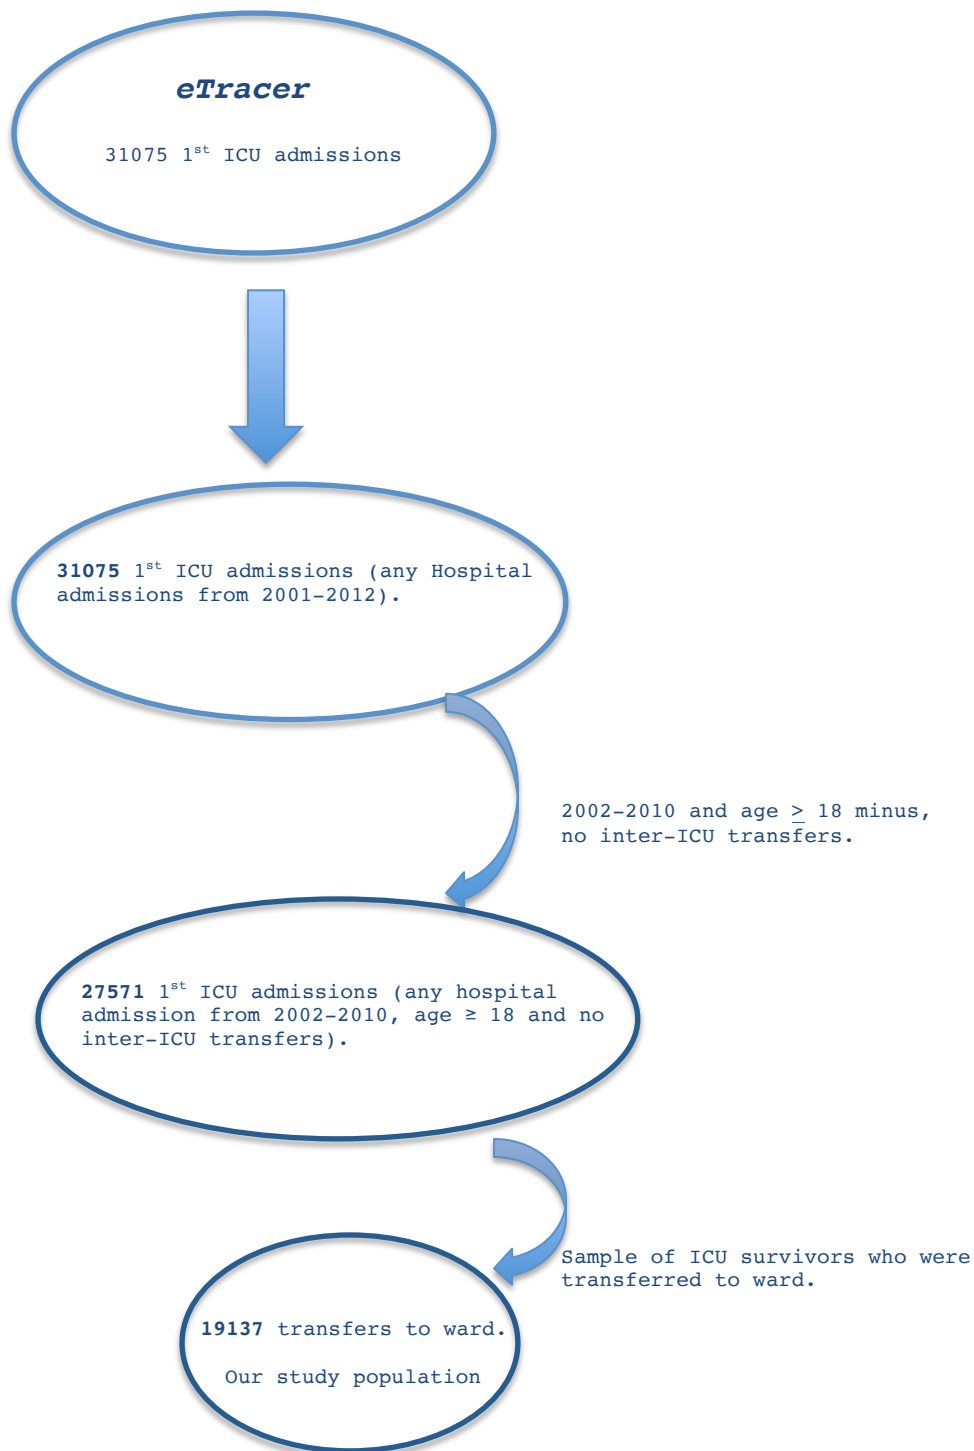 eTracer
31075 1st ICU admissions
31075 1st ICU admissions (any Hospital
admissions from 2001-2012).
2002-2010 and age ≥ 18 minus,
no inter-ICU transfers.
27571 1st ICU admissions (any hospital
admission from 2002-2010, age ≥ 18 and no
inter-ICU transfers).
Sample of ICU survivors who were
transferred to ward.
19137 transfers to ward.
Our study population